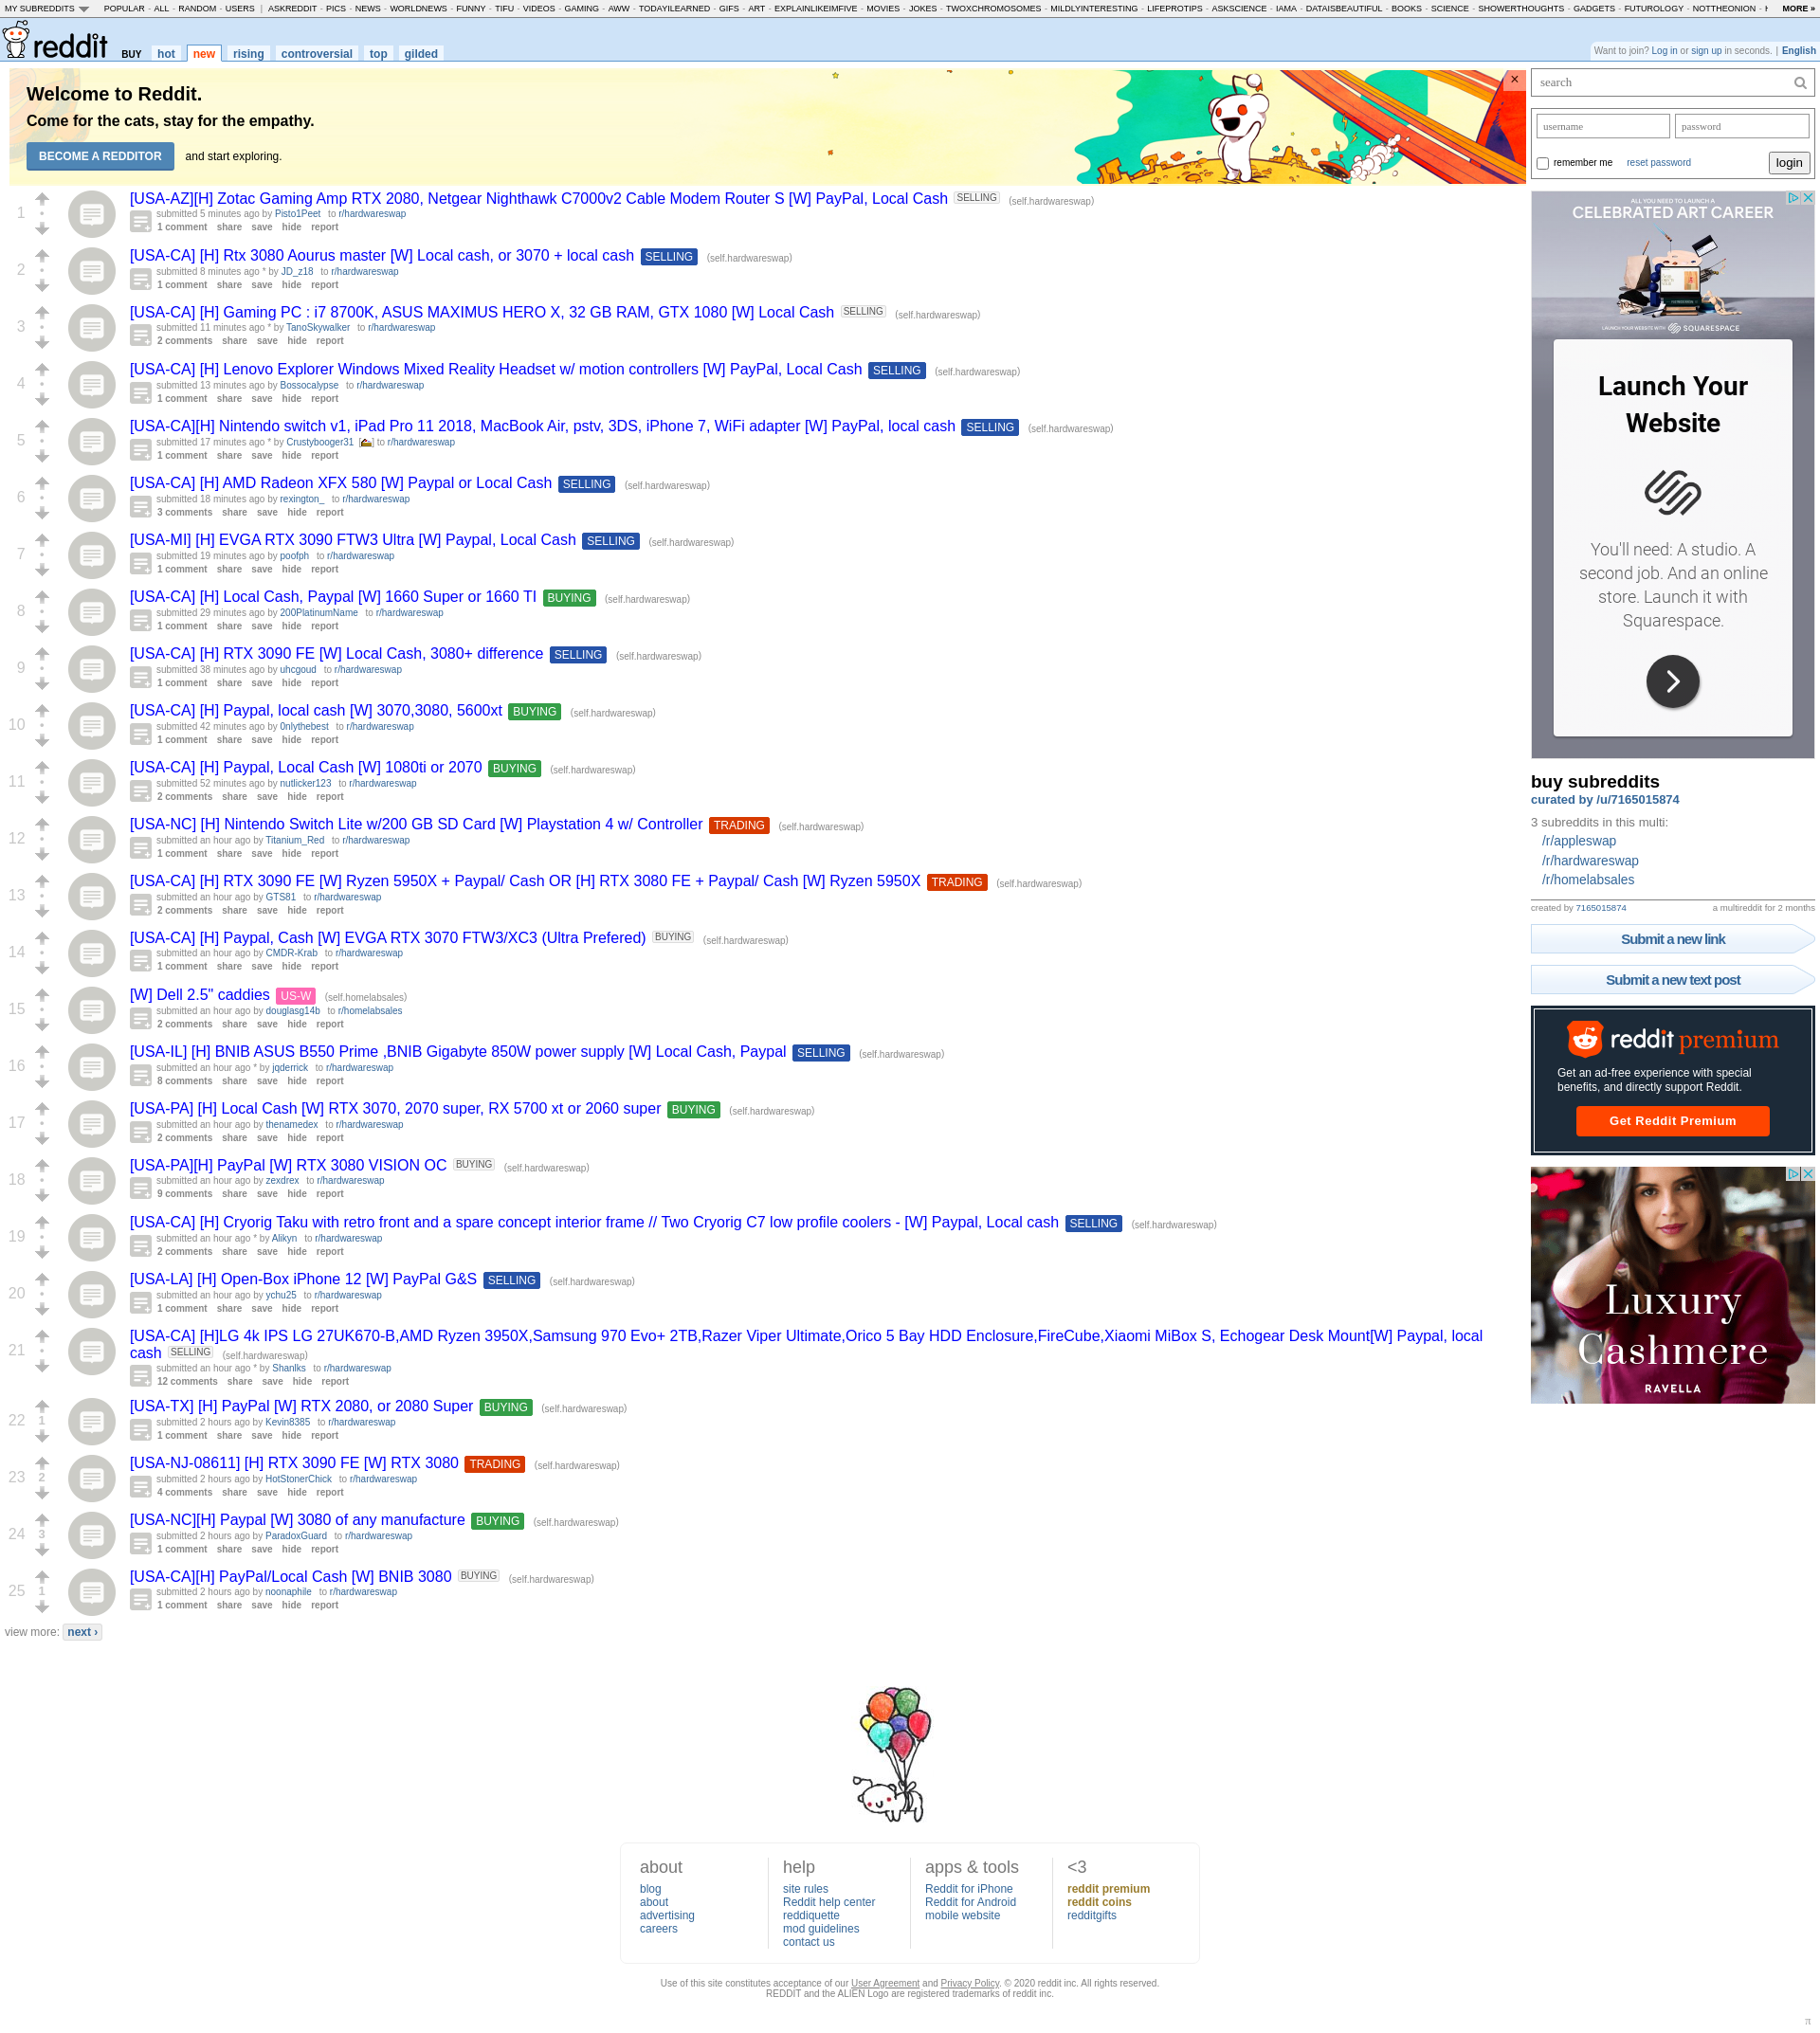 MY SUBREDDITS POPULAR - ALL - RANDOM - USERS | ASKREDDIT - PICS - NEWS - WORLDNEWS - FUNNY - TIFU - VIDEOS - GAMING - AWW - TODAYILEARNED - GIFS - ART - EXPLAINLIKEIMFIVE - MOVIES - JOKES - TWOXCHROMOSOMES - MILDLYINTERESTING - LIFEPROTIPS - ASKSCIENCE - IAMA - DATAISBEAUTIFUL - BOOKS - SCIENCE - SHOWERTHOUGHTS - GADGETS - FUTUROLOGY - NOTTHEONION - MORE »
reddit BUY hot new rising controversial top gilded
Want to join? Log in or sign up in seconds. | English
Welcome to Reddit.
Come for the cats, stay for the empathy.
BECOME A REDDITOR and start exploring.
×
1
[USA-AZ][H] Zotac Gaming Amp RTX 2080, Netgear Nighthawk C7000v2 Cable Modem Router S [W] PayPal, Local Cash SELLING (self.hardwareswap)
submitted 5 minutes ago by Pisto1Peet to r/hardwareswap
1 comment share save hide report
2
[USA-CA] [H] Rtx 3080 Aourus master [W] Local cash, or 3070 + local cash SELLING (self.hardwareswap)
submitted 8 minutes ago * by JD_z18 to r/hardwareswap
1 comment share save hide report
3
[USA-CA] [H] Gaming PC : i7 8700K, ASUS MAXIMUS HERO X, 32 GB RAM, GTX 1080 [W] Local Cash SELLING (self.hardwareswap)
submitted 11 minutes ago * by TanoSkywalker to r/hardwareswap
2 comments share save hide report
4
[USA-CA] [H] Lenovo Explorer Windows Mixed Reality Headset w/ motion controllers [W] PayPal, Local Cash SELLING (self.hardwareswap)
submitted 13 minutes ago by Bossocalypse to r/hardwareswap
1 comment share save hide report
5
[USA-CA][H] Nintendo switch v1, iPad Pro 11 2018, MacBook Air, pstv, 3DS, iPhone 7, WiFi adapter [W] PayPal, local cash SELLING (self.hardwareswap)
submitted 17 minutes ago * by Crustybooger31 [] to r/hardwareswap
1 comment share save hide report
6
[USA-CA] [H] AMD Radeon XFX 580 [W] Paypal or Local Cash SELLING (self.hardwareswap)
submitted 18 minutes ago by rexington_ to r/hardwareswap
3 comments share save hide report
7
[USA-MI] [H] EVGA RTX 3090 FTW3 Ultra [W] Paypal, Local Cash SELLING (self.hardwareswap)
submitted 19 minutes ago by poofph to r/hardwareswap
1 comment share save hide report
8
[USA-CA] [H] Local Cash, Paypal [W] 1660 Super or 1660 TI BUYING (self.hardwareswap)
submitted 29 minutes ago by 200PlatinumName to r/hardwareswap
1 comment share save hide report
9
[USA-CA] [H] RTX 3090 FE [W] Local Cash, 3080+ difference SELLING (self.hardwareswap)
submitted 38 minutes ago by uhcgoud to r/hardwareswap
1 comment share save hide report
10
[USA-CA] [H] Paypal, local cash [W] 3070,3080, 5600xt BUYING (self.hardwareswap)
submitted 42 minutes ago by 0nlythebest to r/hardwareswap
1 comment share save hide report
11
[USA-CA] [H] Paypal, Local Cash [W] 1080ti or 2070 BUYING (self.hardwareswap)
submitted 52 minutes ago by nutlicker123 to r/hardwareswap
2 comments share save hide report
12
[USA-NC] [H] Nintendo Switch Lite w/200 GB SD Card [W] Playstation 4 w/ Controller TRADING (self.hardwareswap)
submitted an hour ago by Titanium_Red to r/hardwareswap
1 comment share save hide report
13
[USA-CA] [H] RTX 3090 FE [W] Ryzen 5950X + Paypal/ Cash OR [H] RTX 3080 FE + Paypal/ Cash [W] Ryzen 5950X TRADING (self.hardwareswap)
submitted an hour ago by GTS81 to r/hardwareswap
2 comments share save hide report
14
[USA-CA] [H] Paypal, Cash [W] EVGA RTX 3070 FTW3/XC3 (Ultra Prefered) BUYING (self.hardwareswap)
submitted an hour ago by CMDR-Krab to r/hardwareswap
1 comment share save hide report
15
[W] Dell 2.5" caddies US-W (self.homelabsales)
submitted an hour ago by douglasg14b to r/homelabsales
2 comments share save hide report
16
[USA-IL] [H] BNIB ASUS B550 Prime ,BNIB Gigabyte 850W power supply [W] Local Cash, Paypal SELLING (self.hardwareswap)
submitted an hour ago * by jqderrick to r/hardwareswap
8 comments share save hide report
17
[USA-PA] [H] Local Cash [W] RTX 3070, 2070 super, RX 5700 xt or 2060 super BUYING (self.hardwareswap)
submitted an hour ago by thenamedex to r/hardwareswap
2 comments share save hide report
18
[USA-PA][H] PayPal [W] RTX 3080 VISION OC BUYING (self.hardwareswap)
submitted an hour ago by zexdrex to r/hardwareswap
9 comments share save hide report
19
[USA-CA] [H] Cryorig Taku with retro front and a spare concept interior frame // Two Cryorig C7 low profile coolers - [W] Paypal, Local cash SELLING (self.hardwareswap)
submitted an hour ago * by Alikyn to r/hardwareswap
2 comments share save hide report
20
[USA-LA] [H] Open-Box iPhone 12 [W] PayPal G&S SELLING (self.hardwareswap)
submitted an hour ago by ychu25 to r/hardwareswap
1 comment share save hide report
21
[USA-CA] [H]LG 4k IPS LG 27UK670-B,AMD Ryzen 3950X,Samsung 970 Evo+ 2TB,Razer Viper Ultimate,Orico 5 Bay HDD Enclosure,FireCube,Xiaomi MiBox S, Echogear Desk Mount[W] Paypal, local
cash SELLING (self.hardwareswap)
submitted an hour ago * by Shanlks to r/hardwareswap
12 comments share save hide report
22 1
[USA-TX] [H] PayPal [W] RTX 2080, or 2080 Super BUYING (self.hardwareswap)
submitted 2 hours ago by Kevin8385 to r/hardwareswap
1 comment share save hide report
23 2
[USA-NJ-08611] [H] RTX 3090 FE [W] RTX 3080 TRADING (self.hardwareswap)
submitted 2 hours ago by HotStonerChick to r/hardwareswap
4 comments share save hide report
24 3
[USA-NC][H] Paypal [W] 3080 of any manufacture BUYING (self.hardwareswap)
submitted 2 hours ago by ParadoxGuard to r/hardwareswap
1 comment share save hide report
25 1
[USA-CA][H] PayPal/Local Cash [W] BNIB 3080 BUYING (self.hardwareswap)
submitted 2 hours ago by noonaphile to r/hardwareswap
1 comment share save hide report
view more: next ›
search
username password
remember me reset password login
ALL YOU NEED TO LAUNCH A
CELEBRATED ART CAREER
LAUNCH YOUR WEBSITE WITH SQUARESPACE
Launch Your
Website
You'll need: A studio. A
second job. And an online
store. Launch it with
Squarespace.
buy subreddits
curated by /u/7165015874
3 subreddits in this multi:
/r/appleswap
/r/hardwareswap
/r/homelabsales
created by 7165015874 a multireddit for 2 months
Submit a new link
Submit a new text post
reddit premium
Get an ad-free experience with special
benefits, and directly support Reddit.
Get Reddit Premium
Luxury
Cashmere
RAVELLA
about
blog
about
advertising
careers
help
site rules
Reddit help center
reddiquette
mod guidelines
contact us
apps & tools
Reddit for iPhone
Reddit for Android
mobile website
<3
reddit premium
reddit coins
redditgifts
Use of this site constitutes acceptance of our User Agreement and Privacy Policy. © 2020 reddit inc. All rights reserved.
REDDIT and the ALIEN Logo are registered trademarks of reddit inc.
π